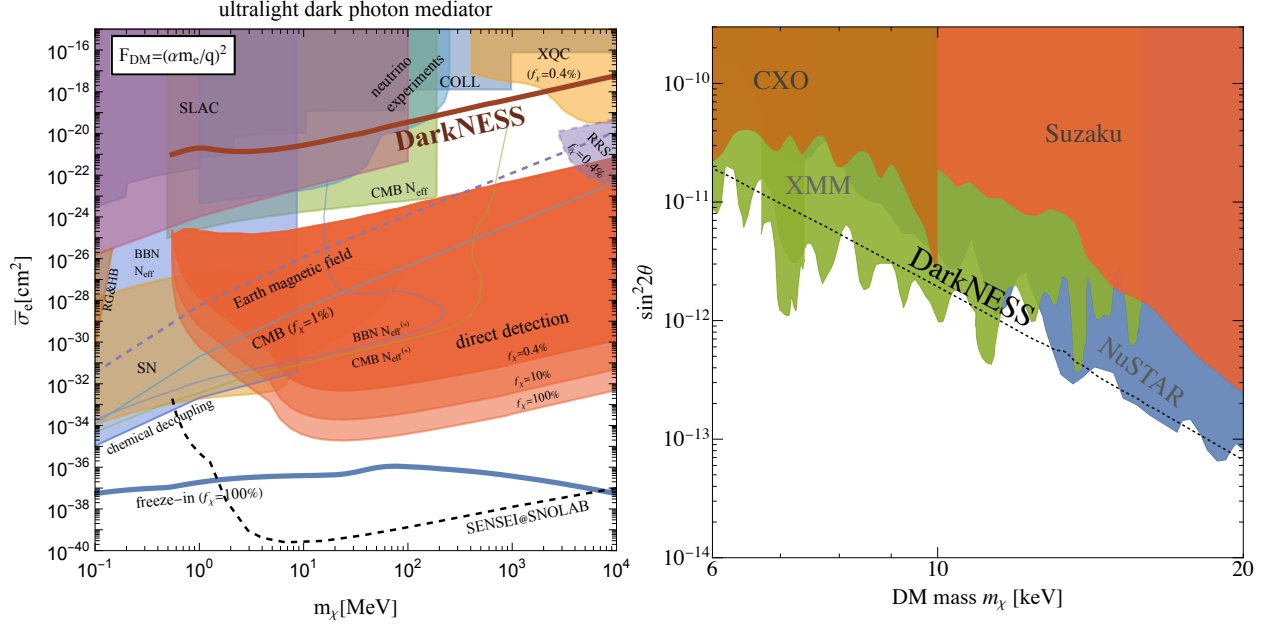 ultralight dark photon mediator
F_DM=(αm_e/q)^2
XQC
(f_χ=0.4%)
COLL
neutrino
experiments
SLAC
DarkNESS
RRS
f_χ=0.4%
CMB N_eff
BBN
N_eff
RG&HB
Earth magnetic field
CMB (f_χ=1%)
BBN N_eff^(*)
direct detection
CMB N_eff^(*)
f_χ=0.4%
SN
f_χ=10%
f_χ=100%
chemical decoupling
freeze-in (f_χ=100%)
SENSEI@SNOLAB
σ̅_e[cm^2]
10^-16
10^-18
10^-20
10^-22
10^-24
10^-26
10^-28
10^-30
10^-32
10^-34
10^-36
10^-38
10^-40
10^-1 10^0 10^1 10^2 10^3 10^4
m_χ[MeV]
CXO
Suzaku
XMM
DarkNESS
NuSTAR
sin^2 2θ
10^-10
10^-11
10^-12
10^-13
10^-14
6 10 20
DM mass m_χ [keV]